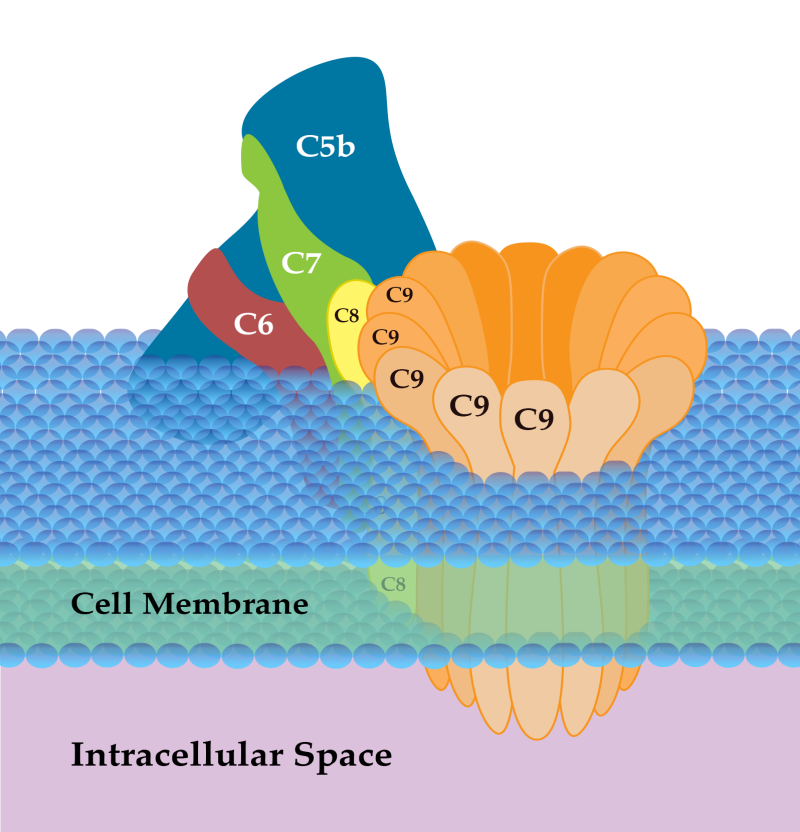 C5b
C7
C9
C8
C6
C9
C9
C9
C9
C8
Cell Membrane
Intracellular Space